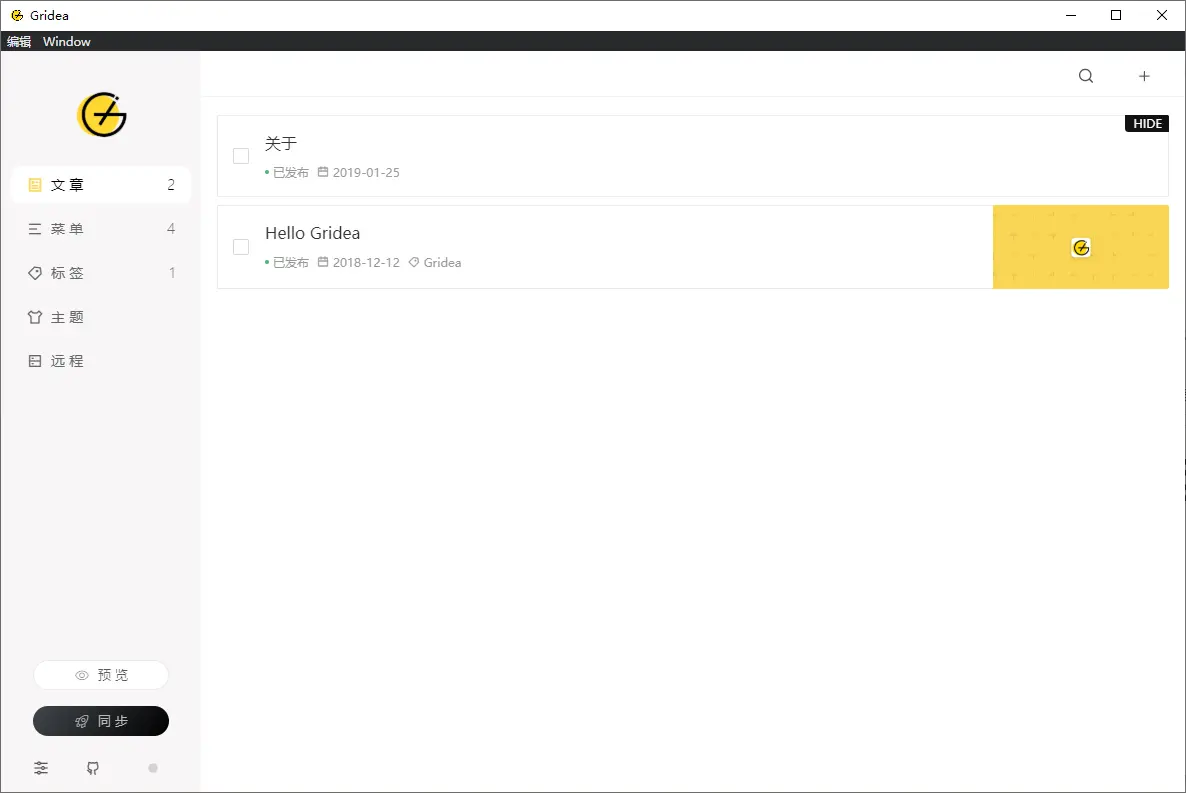 Gridea
编辑 Window
文章 2
菜单 4
标签 1
主题
远程
预览
同步
HIDE
关于
已发布 2019-01-25
Hello Gridea
已发布 2018-12-12 Gridea